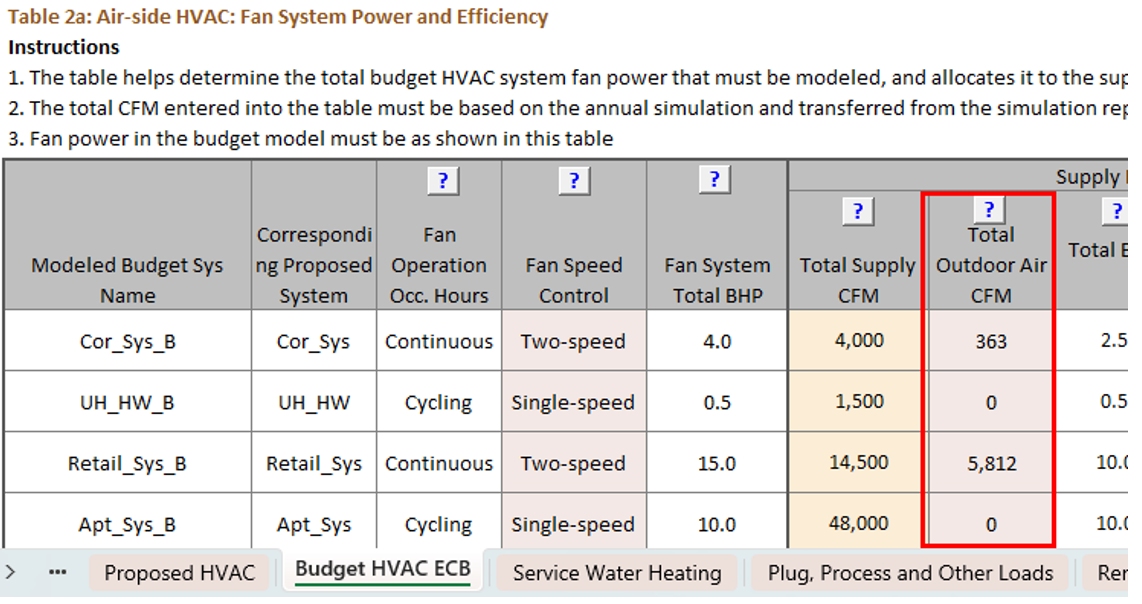 Table 2a: Air-side HVAC: Fan System Power and Efficiency
Instructions
1. The table helps determine the total budget HVAC system fan power that must be modeled, and allocates it to the
2. The total CFM entered into the table must be based on the annual simulation and transferred from the simulation
3. Fan power in the budget model must be as shown in this table
? ? ? Supply
? ? ?
Modeled Budget Sys Name
Correspondi ng Proposed System
Fan Operation Occ. Hours
Fan Speed Control
Fan System Total BHP
Total Supply CFM
Total Outdoor Air CFM
Total
Cor_Sys_B Cor_Sys Continuous Two-speed 4.0 4,000 363 2.5
UH_HW_B UH_HW Cycling Single-speed 0.5 1,500 0 0.5
Retail_Sys_B Retail_Sys Continuous Two-speed 15.0 14,500 5,812 10.0
Apt_Sys_B Apt_Sys Cycling Single-speed 10.0 48,000 0 10.0
> ... Proposed HVAC Budget HVAC ECB Service Water Heating Plug, Process and Other Loads